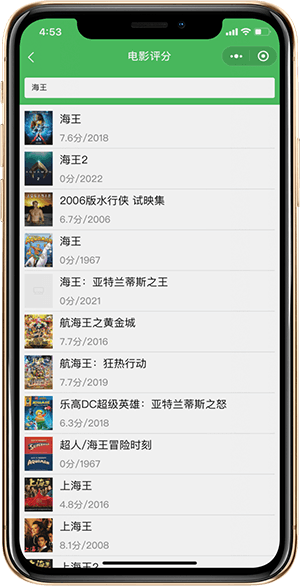 4:53
电影评分
海王
海王
7.6分/2018
海王2
0分/2022
2006版水行侠 试映集
6.7分/2006
海王
0分/1967
海王：亚特兰蒂斯之王
0分/2021
航海王之黄金城
7.7分/2016
航海王：狂热行动
7.7分/2019
乐高DC超级英雄：亚特兰蒂斯之怒
6.3分/2018
超人/海王冒险时刻
0分/1967
上海王
4.8分/2016
上海王
8.1分/2008
上海王2